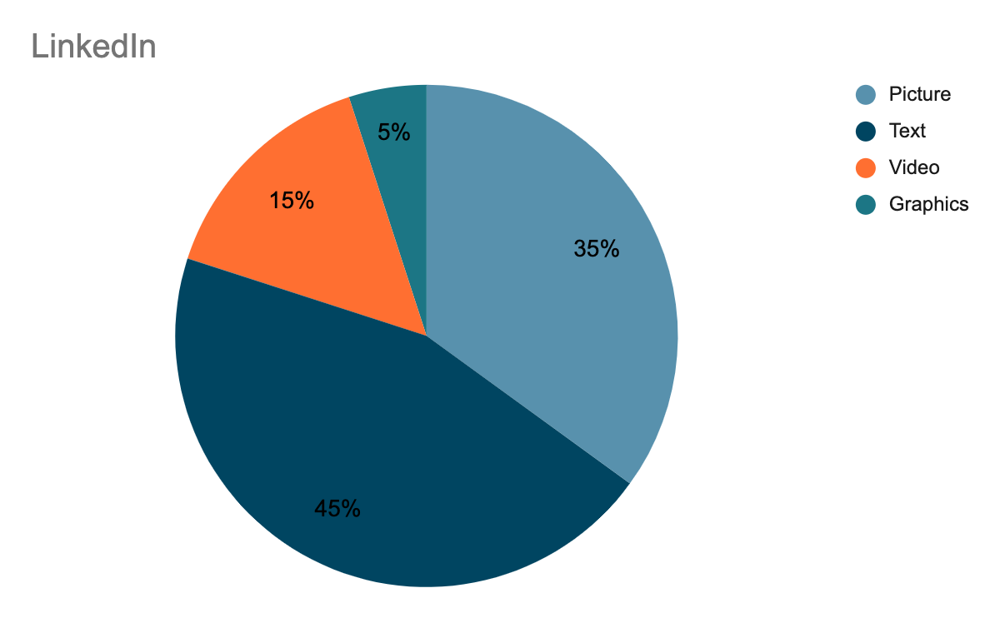 LinkedIn
Picture
Text
Video
Graphics
5%
15%
35%
45%